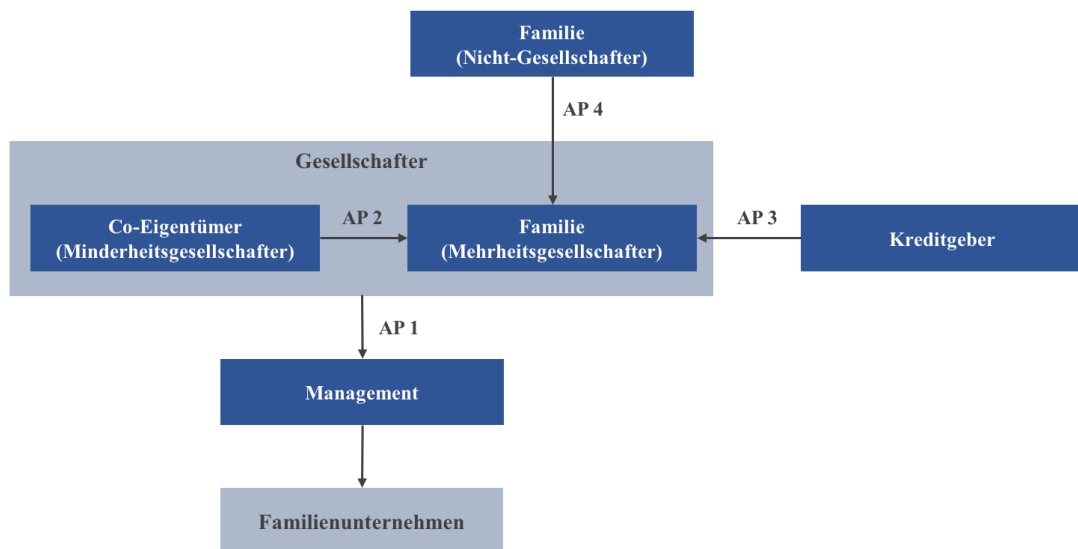 Familie
(Nicht-Gesellschafter)
AP 4
Gesellschafter
Co-Eigentümer
(Minderheitsgesellschafter)
AP 2
Familie
(Mehrheitsgesellschafter)
AP 3
Kreditgeber
AP 1
Management
Familienunternehmen